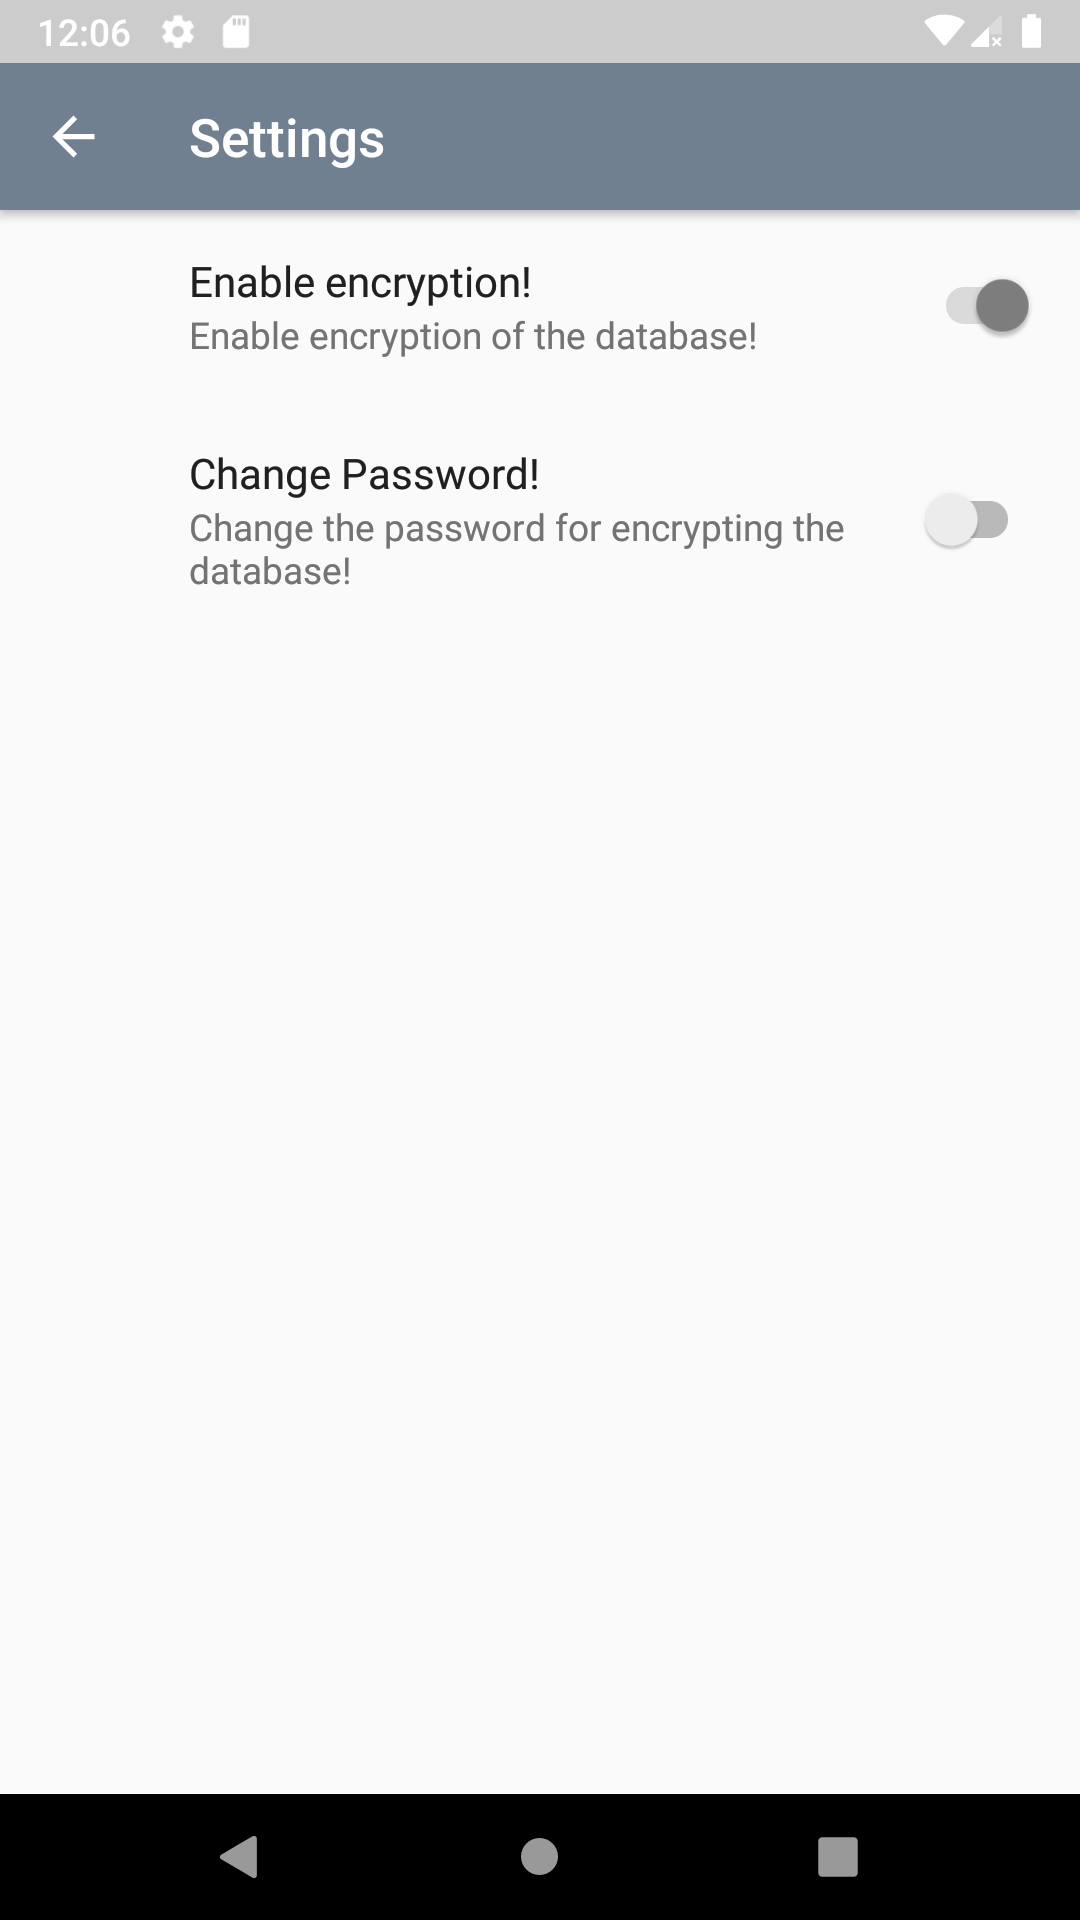 12:06
Settings
Enable encryption!
Enable encryption of the database!
Change Password!
Change the password for encrypting the
database!